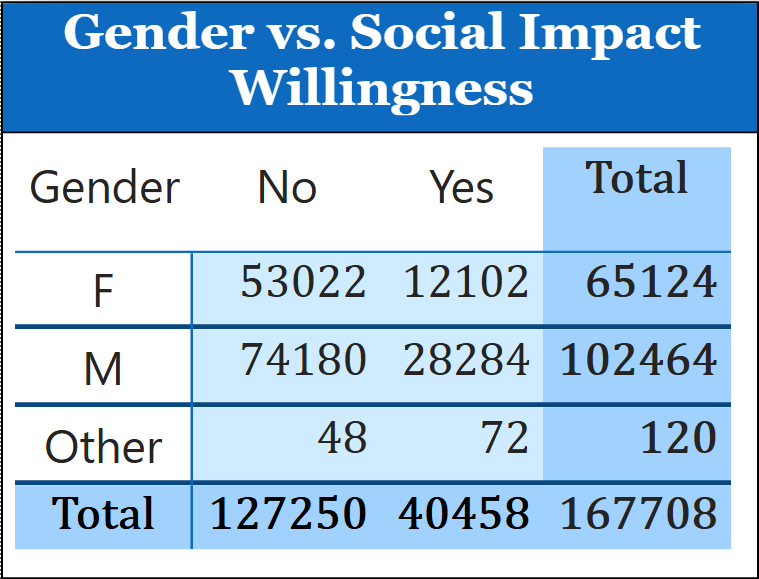 Gender vs. Social Impact
Willingness
Gender No Yes Total
F 53022 12102 65124
M 74180 28284 102464
Other 48 72 120
Total 127250 40458 167708